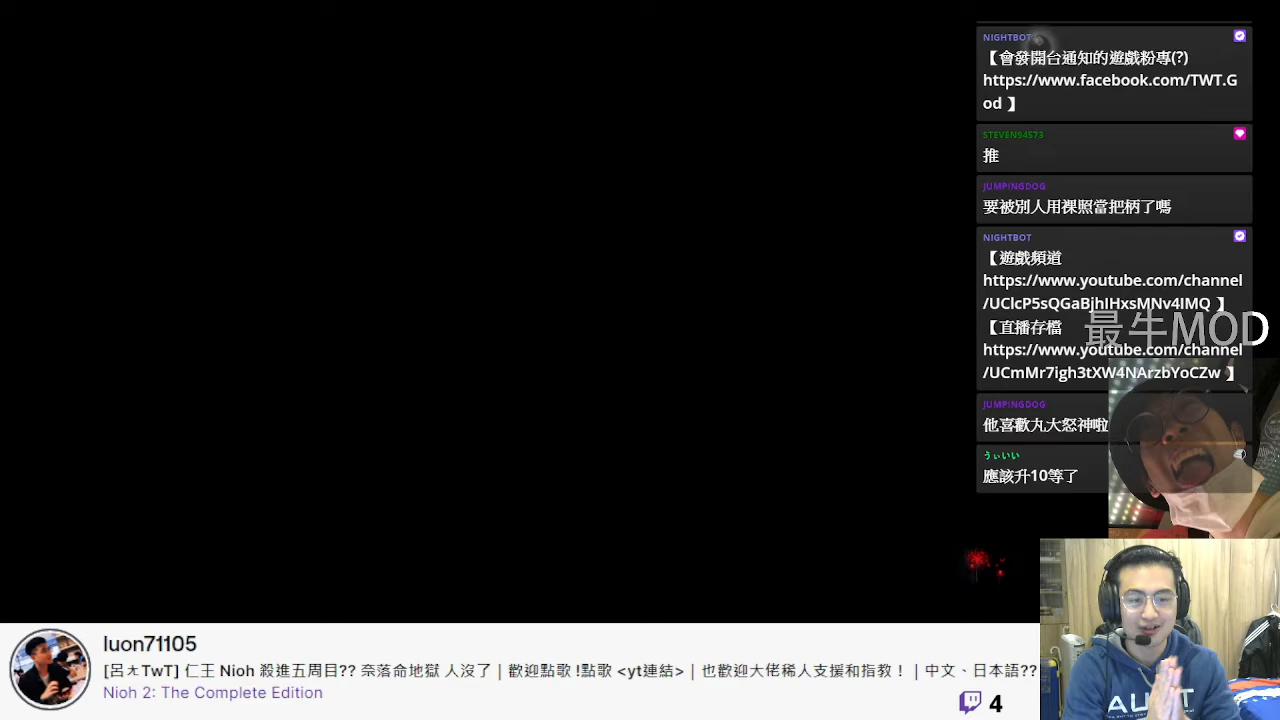 NIGHTBOT
【會發開台通知的遊戲粉專(?)
https://www.facebook.com/TWT.G
od 】
STEVEN94573
推
JUMP!NGDOG
要被別人用祼照當把柄了嗎
NIGHTBOT
【遊戲頻道
https://www.youtube.com/channel
/UClcP5sQGaBjhIHxsMNv4IMQ 】
【直播存檔
https://www.youtube.com/channel
/UCmMr7igh3tXW4NArzbYoCZw 】
最牛MOD
JUMP!NGDOG
他喜歡丸大怒神啦
うぃいい
應該升10等了
luon71105
[呂ㄤTwT] 仁王 Nioh 殺進五周目?? 奈落命地獄 人沒了 | 歡迎點歌 !點歌 <yt連結> | 也歡迎大佬稀人支援和指教！ | 中文、日本語??
Nioh 2: The Complete Edition
4